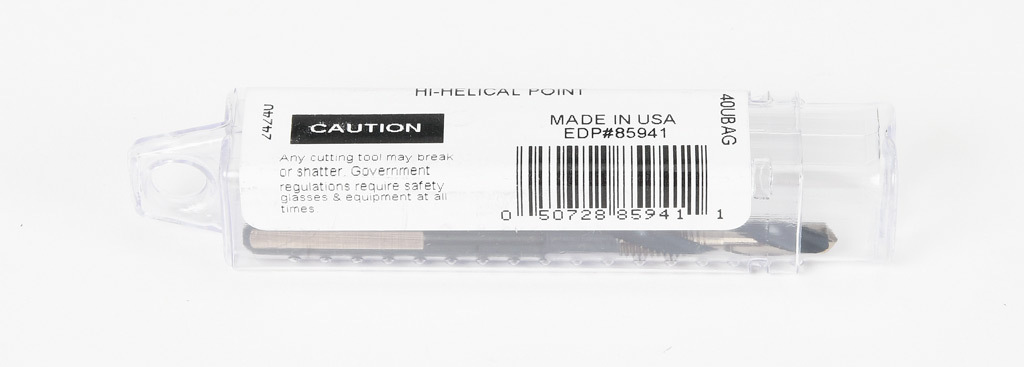 HI-HELICAL POINT
24240
CAUTION
Any cutting tool may break
or shatter. Government
regulations require safety
glasses & equipment at all
times.
MADE IN USA
EDP#85941
0 50728 85941 1
40UBAG